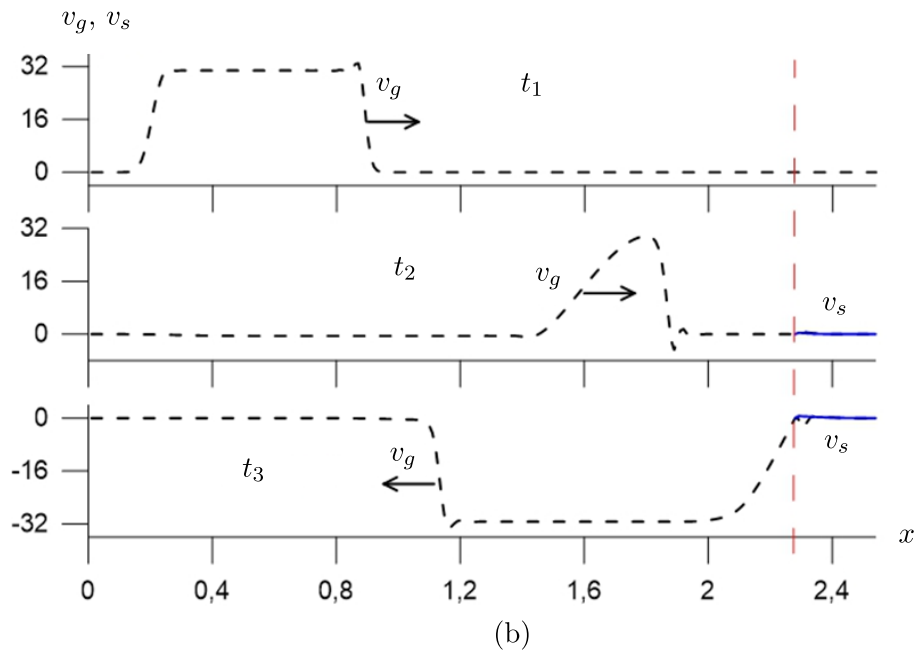 v_g, v_s
32
16
0
v_g
t_1
32
16
0
t_2
v_g
v_s
0
-16
-32
t_3
v_g
v_s
x
0 0,4 0,8 1,2 1,6 2 2,4
(b)